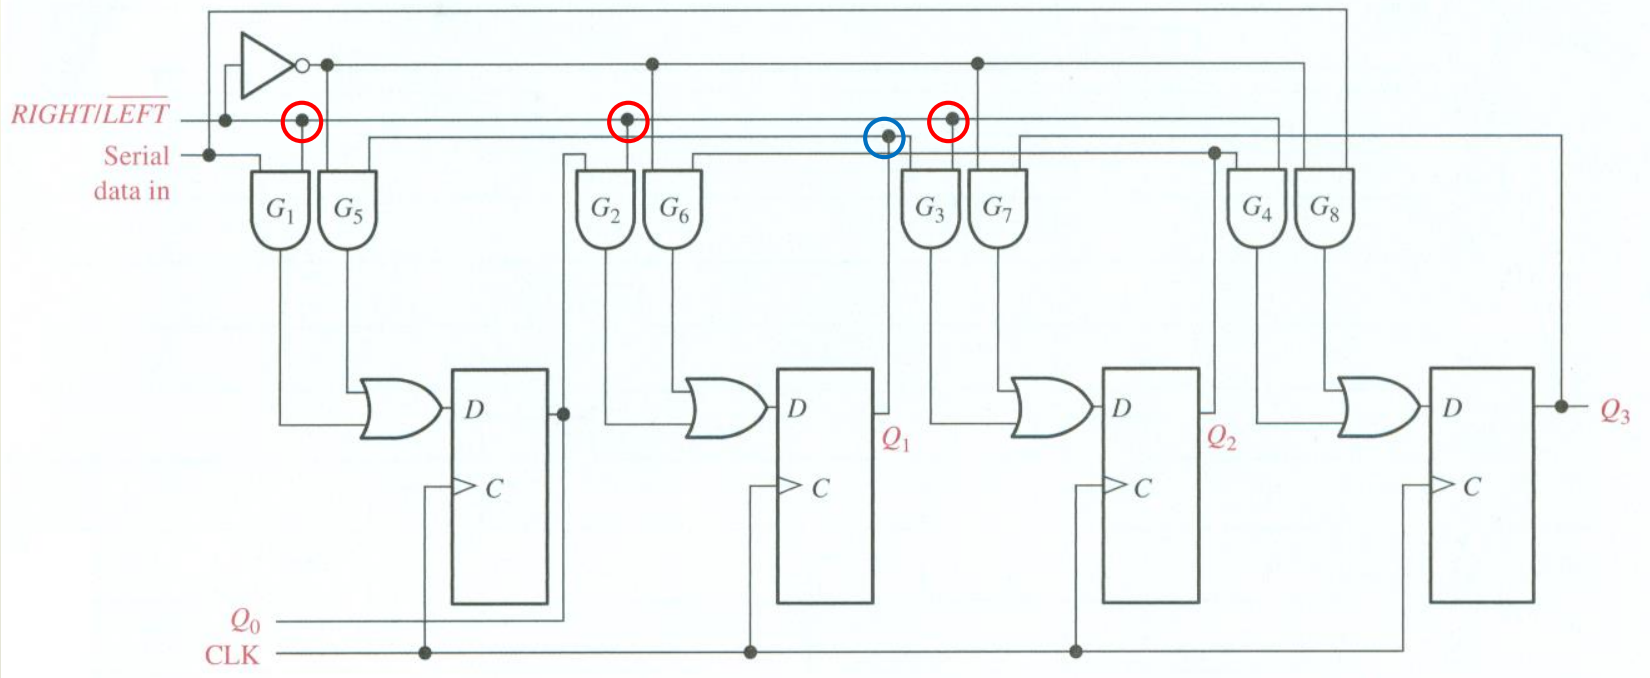 RIGHT/LEFT
Serial
data in
G1
G5
G2
G6
G3
G7
G4
G8
D
D
D
D
Q3
Q1
Q2
C
C
C
C
Q0
CLK